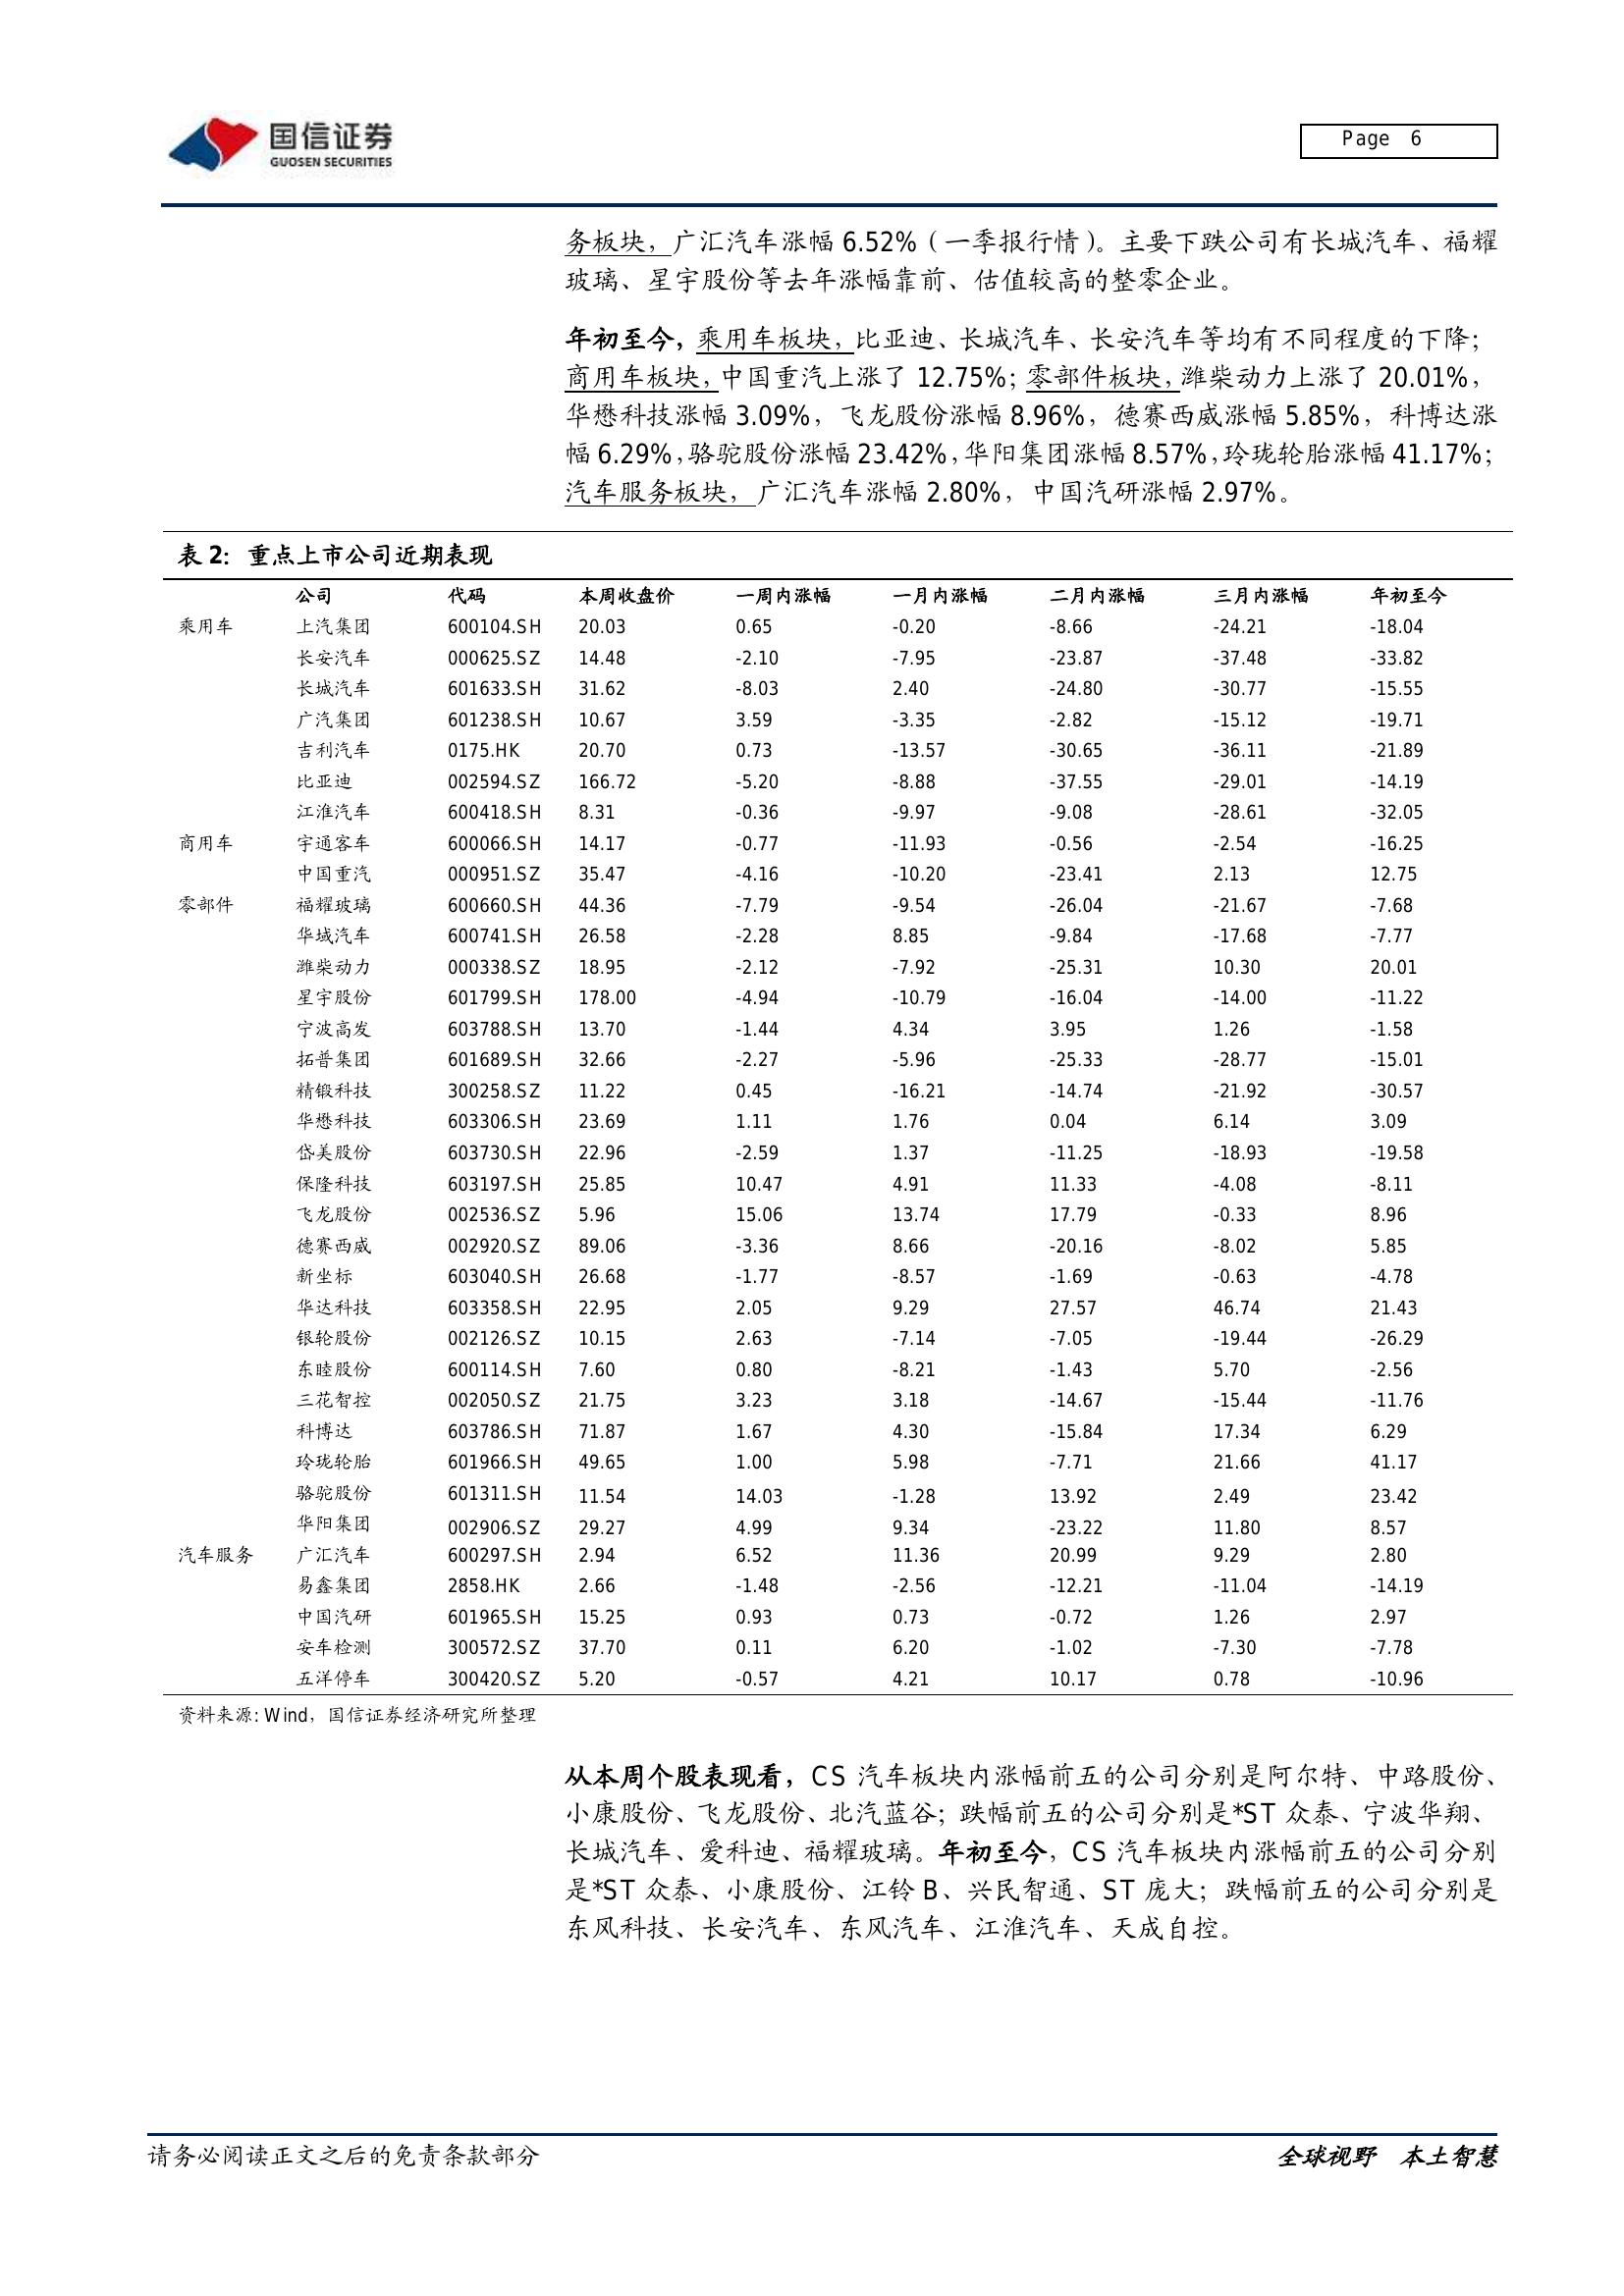 国信证券
GUOSEN SECURITIES
Page 6
务板块，广汇汽车涨幅 6.52%（一季报行情）。主要下跌公司有长城汽车、福耀
玻璃、星宇股份等去年涨幅靠前、估值较高的整零企业。
年初至今，乘用车板块，比亚迪、长城汽车、长安汽车等均有不同程度的下降；
商用车板块，中国重汽上涨了 12.75%；零部件板块，潍柴动力上涨了 20.01%，
华懋科技涨幅 3.09%，飞龙股份涨幅 8.96%，德赛西威涨幅 5.85%，科博达涨
幅 6.29%，骆驼股份涨幅 23.42%，华阳集团涨幅 8.57%，玲珑轮胎涨幅 41.17%；
汽车服务板块，广汇汽车涨幅 2.80%，中国汽研涨幅 2.97%。
表 2：重点上市公司近期表现
公司 代码 本周收盘价 一周内涨幅 一月内涨幅 二月内涨幅 三月内涨幅 年初至今
乘用车 上汽集团 600104.SH 20.03 0.65 -0.20 -8.66 -24.21 -18.04
长安汽车 000625.SZ 14.48 -2.10 -7.95 -23.87 -37.48 -33.82
长城汽车 601633.SH 31.62 -8.03 2.40 -24.80 -30.77 -15.55
广汽集团 601238.SH 10.67 3.59 -3.35 -2.82 -15.12 -19.71
吉利汽车 0175.HK 20.70 0.73 -13.57 -30.65 -36.11 -21.89
比亚迪 002594.SZ 166.72 -5.20 -8.88 -37.55 -29.01 -14.19
江淮汽车 600418.SH 8.31 -0.36 -9.97 -9.08 -28.61 -32.05
商用车 宇通客车 600066.SH 14.17 -0.77 -11.93 -0.56 -2.54 -16.25
中国重汽 000951.SZ 35.47 -4.16 -10.20 -23.41 2.13 12.75
零部件 福耀玻璃 600660.SH 44.36 -7.79 -9.54 -26.04 -21.67 -7.68
华域汽车 600741.SH 26.58 -2.28 8.85 -9.84 -17.68 -7.77
潍柴动力 000338.SZ 18.95 -2.12 -7.92 -25.31 10.30 20.01
星宇股份 601799.SH 178.00 -4.94 -10.79 -16.04 -14.00 -11.22
宁波高发 603788.SH 13.70 -1.44 4.34 3.95 1.26 -1.58
拓普集团 601689.SH 32.66 -2.27 -5.96 -25.33 -28.77 -15.01
精锻科技 300258.SZ 11.22 0.45 -16.21 -14.74 -21.92 -30.57
华懋科技 603306.SH 23.69 1.11 1.76 0.04 6.14 3.09
岱美股份 603730.SH 22.96 -2.59 1.37 -11.25 -18.93 -19.58
保隆科技 603197.SH 25.85 10.47 4.91 11.33 -4.08 -8.11
飞龙股份 002536.SZ 5.96 15.06 13.74 17.79 -0.33 8.96
德赛西威 002920.SZ 89.06 -3.36 8.66 -20.16 -8.02 5.85
新坐标 603040.SH 26.68 -1.77 -8.57 -1.69 -0.63 -4.78
华达科技 603358.SH 22.95 2.05 9.29 27.57 46.74 21.43
银轮股份 002126.SZ 10.15 2.63 -7.14 -7.05 -19.44 -26.29
东睦股份 600114.SH 7.60 0.80 -8.21 -1.43 5.70 -2.56
三花智控 002050.SZ 21.75 3.23 3.18 -14.67 -15.44 -11.76
科博达 603786.SH 71.87 1.67 4.30 -15.84 17.34 6.29
玲珑轮胎 601966.SH 49.65 1.00 5.98 -7.71 21.66 41.17
骆驼股份 601311.SH 11.54 14.03 -1.28 13.92 2.49 23.42
华阳集团 002906.SZ 29.27 4.99 9.34 -23.22 11.80 8.57
汽车服务 广汇汽车 600297.SH 2.94 6.52 11.36 20.99 9.29 2.80
易鑫集团 2858.HK 2.66 -1.48 -2.56 -12.21 -11.04 -14.19
中国汽研 601965.SH 15.25 0.93 0.73 -0.72 1.26 2.97
安车检测 300572.SZ 37.70 0.11 6.20 -1.02 -7.30 -7.78
五洋停车 300420.SZ 5.20 -0.57 4.21 10.17 0.78 -10.96
资料来源：Wind，国信证券经济研究所整理
从本周个股表现看，CS 汽车板块内涨幅前五的公司分别是阿尔特、中路股份、
小康股份、飞龙股份、北汽蓝谷；跌幅前五的公司分别是*ST 众泰、宁波华翔、
长城汽车、爱科迪、福耀玻璃。年初至今，CS 汽车板块内涨幅前五的公司分别
是*ST 众泰、小康股份、江铃 B、兴民智通、ST 庞大；跌幅前五的公司分别是
东风科技、长安汽车、东风汽车、江淮汽车、天成自控。
请务必阅读正文之后的免责条款部分
全球视野 本土智慧